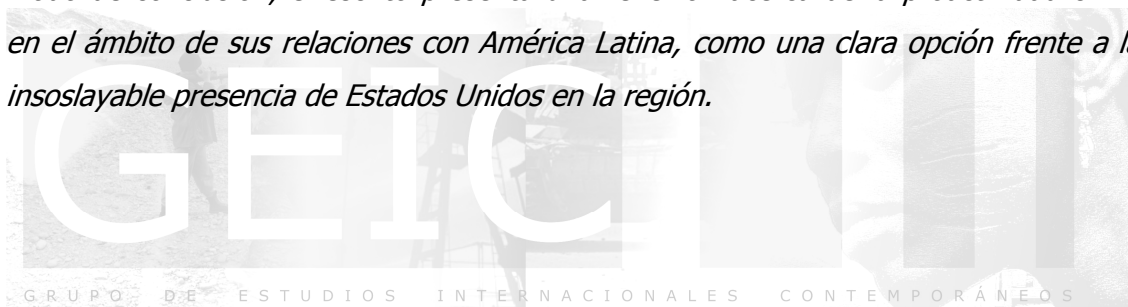 en el ámbito de sus relaciones con América Latina, como una clara opción frente a la
insoslayable presencia de Estados Unidos en la región.
GEIC
GRUPO DE ESTUDIOS INTERNACIONALES CONTEMPORÁNEOS